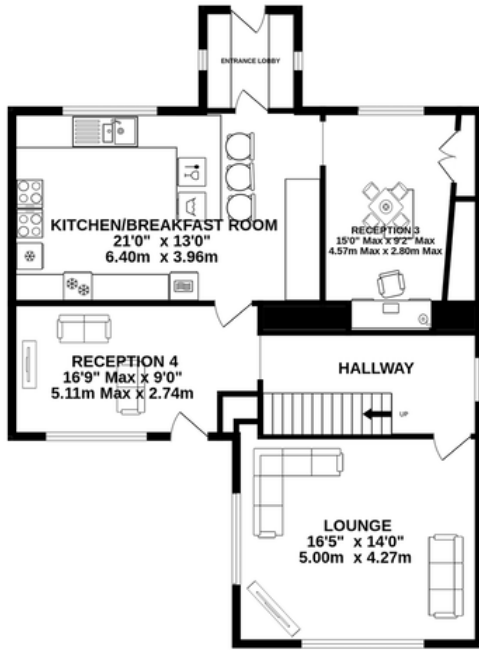 ENTRANCE LOBBY
KITCHEN/BREAKFAST ROOM
21'0" x 13'0"
6.40m x 3.96m
RECEPTION 3
15'0" Max x 9'2" Max
4.57m Max x 2.80m Max
RECEPTION 4
16'9" Max x 9'0"
5.11m Max x 2.74m
HALLWAY
UP
LOUNGE
16'5" x 14'0"
5.00m x 4.27m